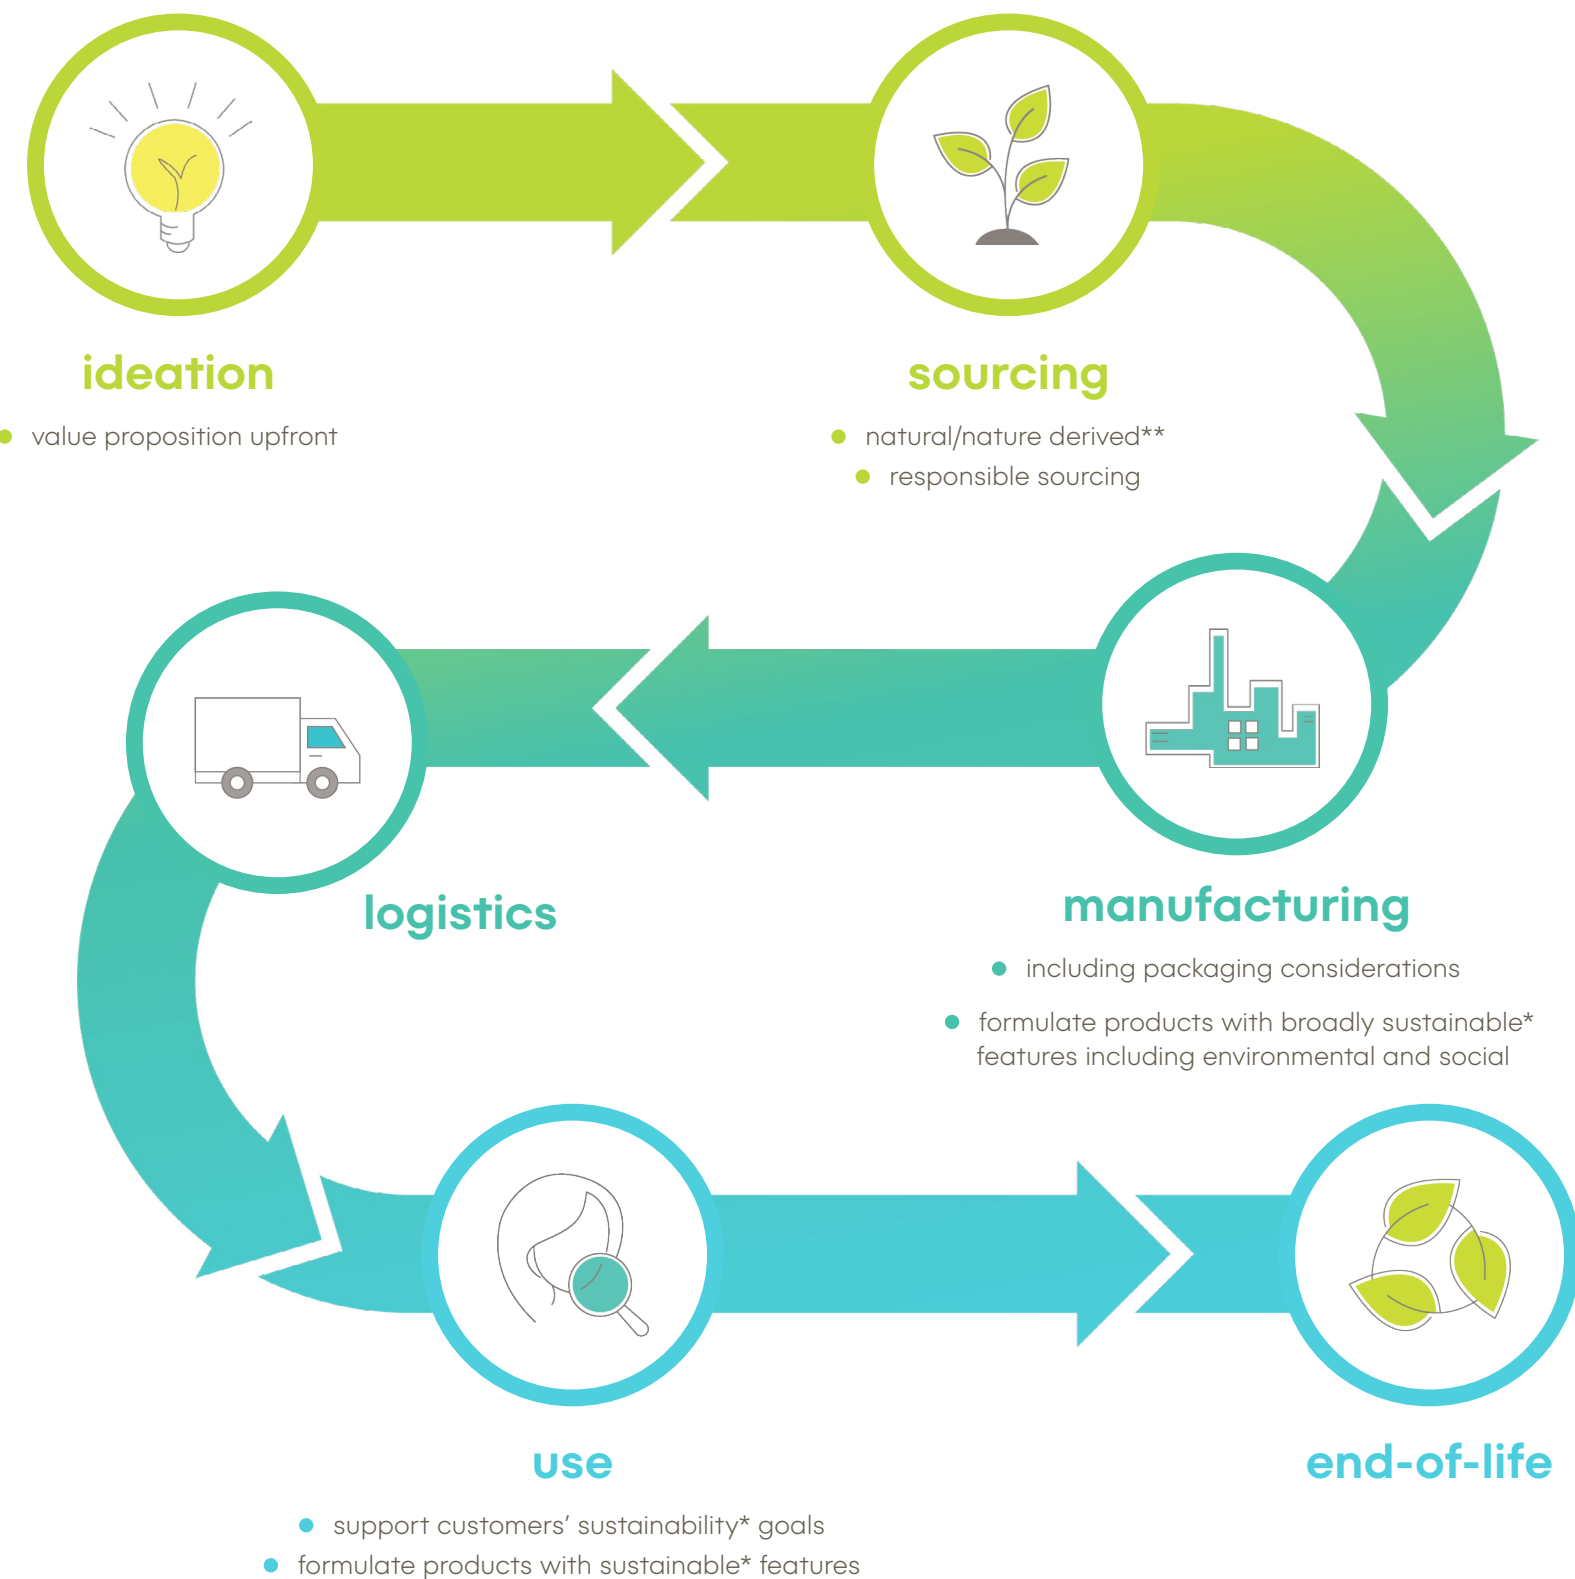 ideation
● value proposition upfront
sourcing
● natural/nature derived**
● responsible sourcing
logistics
manufacturing
● including packaging considerations
● formulate products with broadly sustainable*
features including environmental and social
use
● support customers’ sustainability* goals
● formulate products with sustainable* features
end-of-life